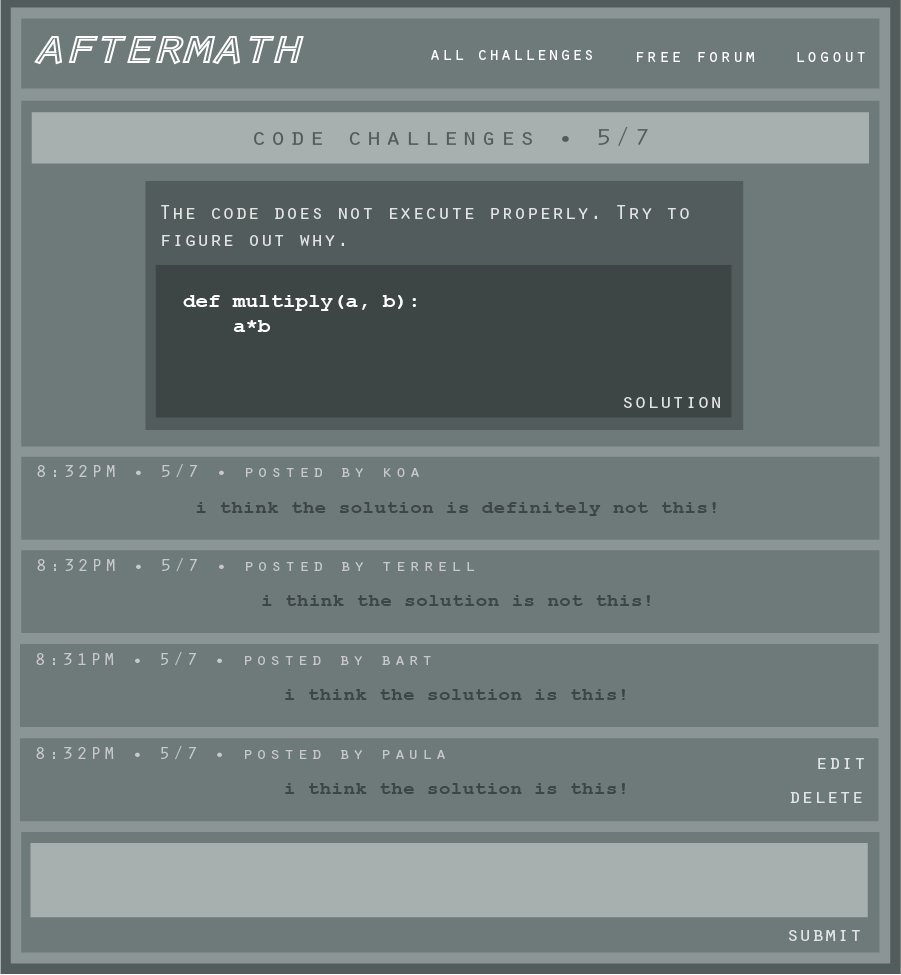 AFTERMATH
ALL CHALLENGES FREE FORUM LOGOUT
CODE CHALLENGES • 5/7
THE CODE DOES NOT EXECUTE PROPERLY. TRY TO
FIGURE OUT WHY.
def multiply(a, b):
    a*b
SOLUTION
8:32PM • 5/7 • POSTED BY KOA
i think the solution is definitely not this!
8:32PM • 5/7 • POSTED BY TERRELL
i think the solution is not this!
8:31PM • 5/7 • POSTED BY BART
i think the solution is this!
8:32PM • 5/7 • POSTED BY PAULA
EDIT
i think the solution is this!
DELETE
SUBMIT